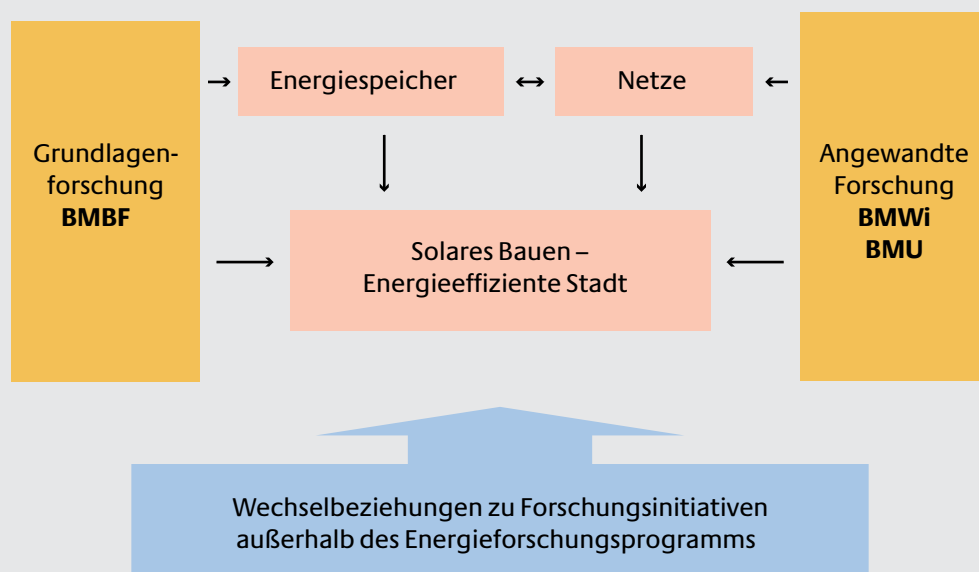 Energiespeicher
Netze
Grundlagen-
forschung
BMBF
Angewandte
Forschung
BMWi
BMU
Solares Bauen –
Energieeffiziente Stadt
Wechselbeziehungen zu Forschungsinitiativen
außerhalb des Energieforschungsprogramms